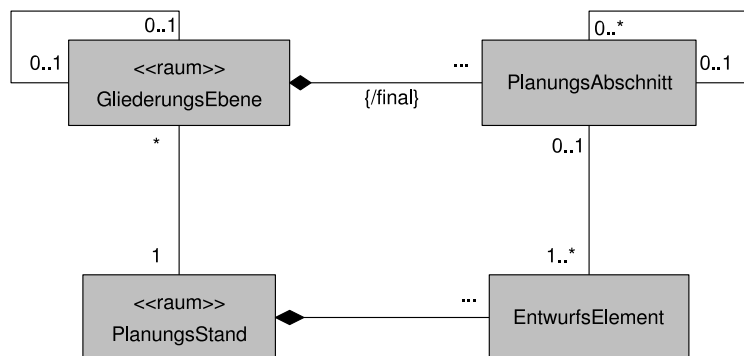 0..1
0..*
0..1
<<raum>>
GliederungsEbene
...
{/final}
PlanungsAbschnitt
0..1
*
0..1
1
1..*
<<raum>>
PlanungsStand
...
EntwurfsElement